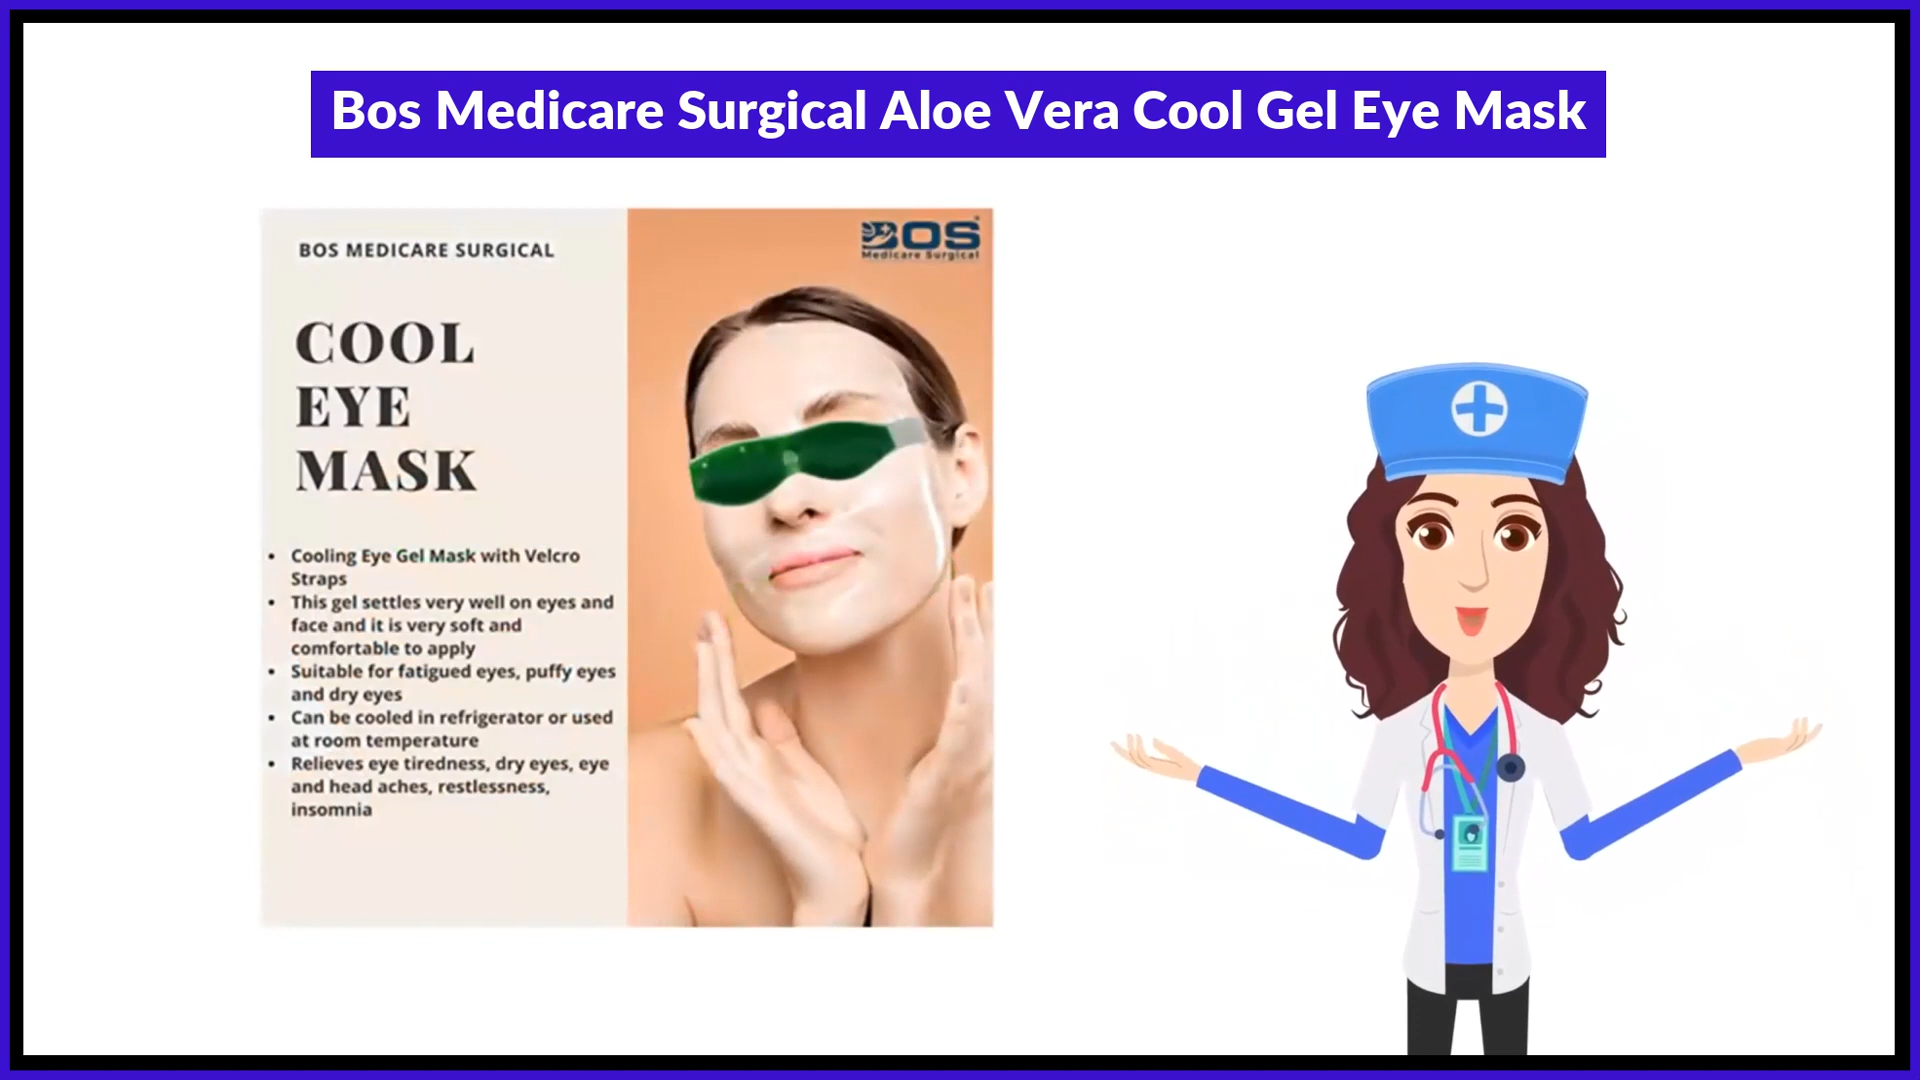 Bos Medicare Surgical Aloe Vera Cool Gel Eye Mask
BOS MEDICARE SURGICAL
BOS
Medicare Surgical
COOL
EYE
MASK
• Cooling Eye Gel Mask with Velcro
Straps
• This gel settles very well on eyes and
face and it is very soft and
comfortable to apply
• Suitable for fatigued eyes, puffy eyes
and dry eyes
• Can be cooled in refrigerator or used
at room temperature
• Relieves eye tiredness, dry eyes, eye
and head aches, restlessness,
insomnia